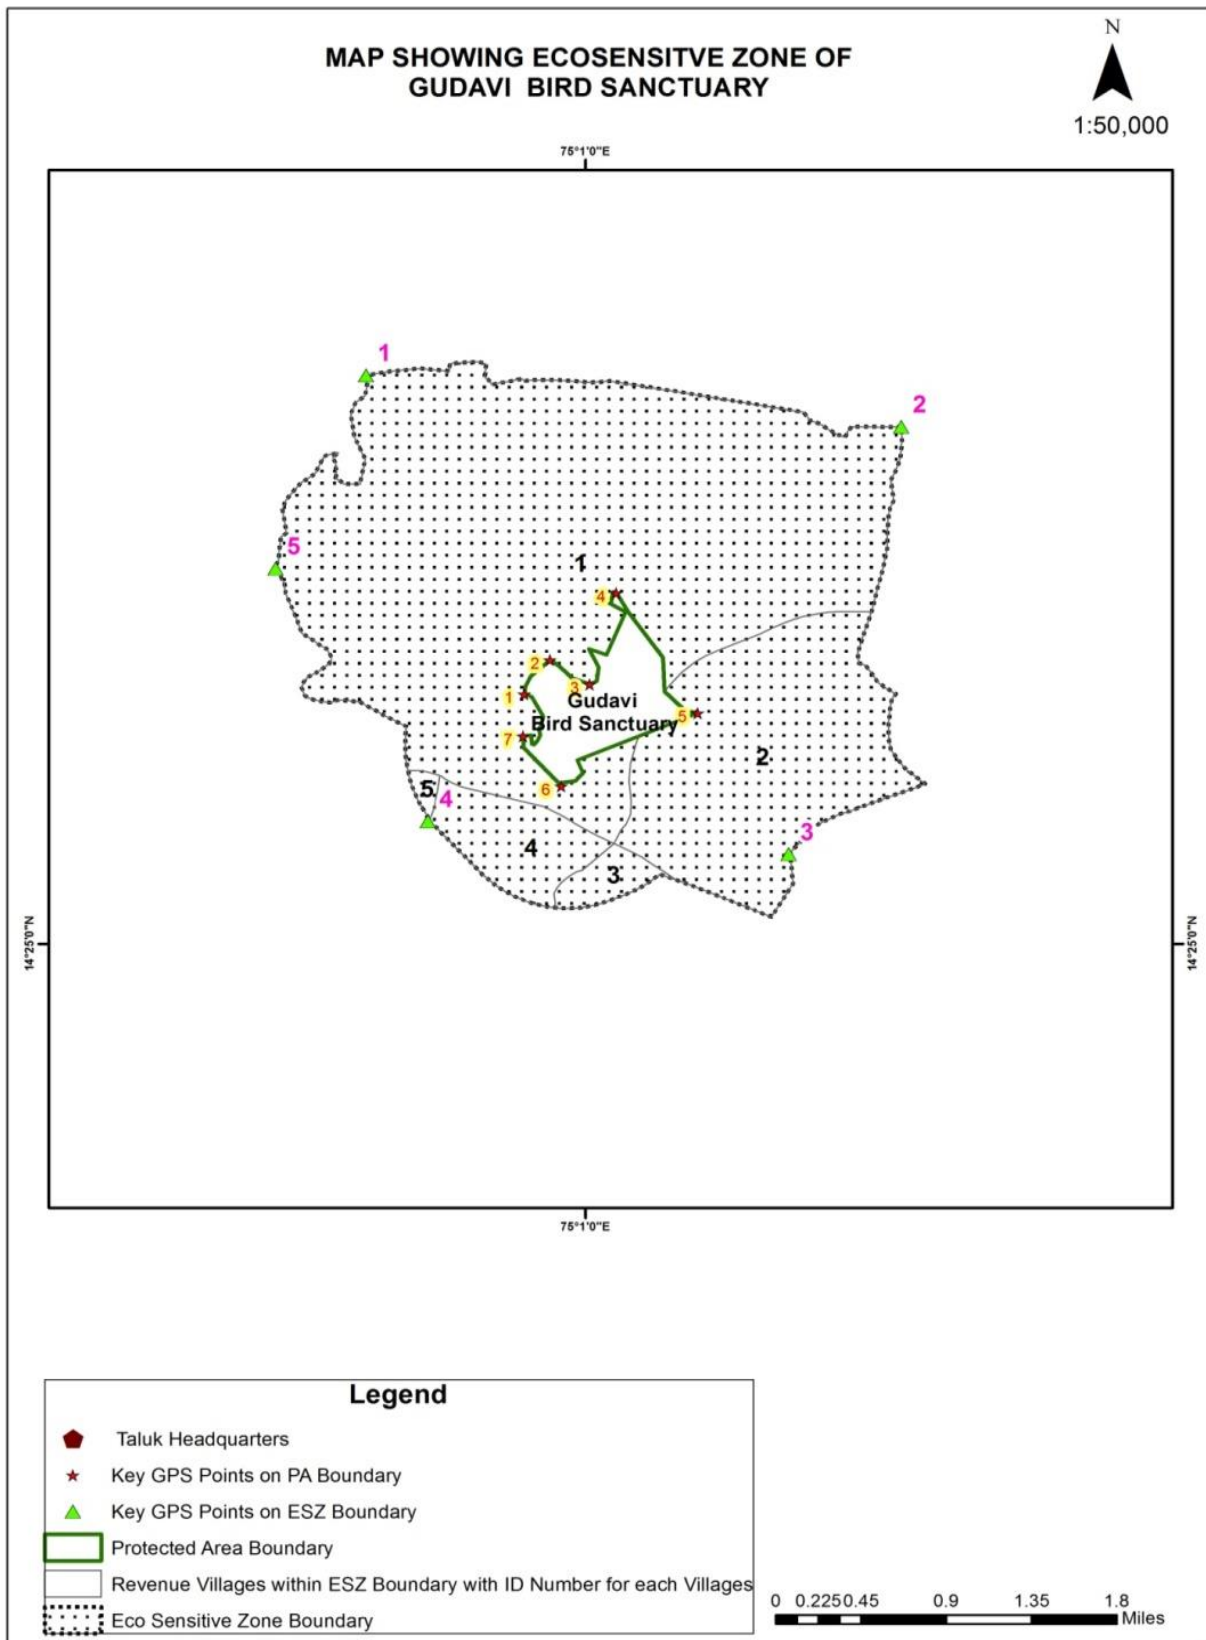 MAP SHOWING ECOSENSITVE ZONE OF
GUDAVI BIRD SANCTUARY
N
1:50,000
75°1'0"E
1
2
5
1
4
2
3
1
Gudavi
Bird Sanctuary
5
7
2
6
5
4
3
4
3
14°25'0"N
14°25'0"N
75°1'0"E
Legend
Taluk Headquarters
Key GPS Points on PA Boundary
Key GPS Points on ESZ Boundary
Protected Area Boundary
Revenue Villages within ESZ Boundary with ID Number for each Villages
Eco Sensitive Zone Boundary
0 0.2250.45 0.9 1.35 1.8
Miles